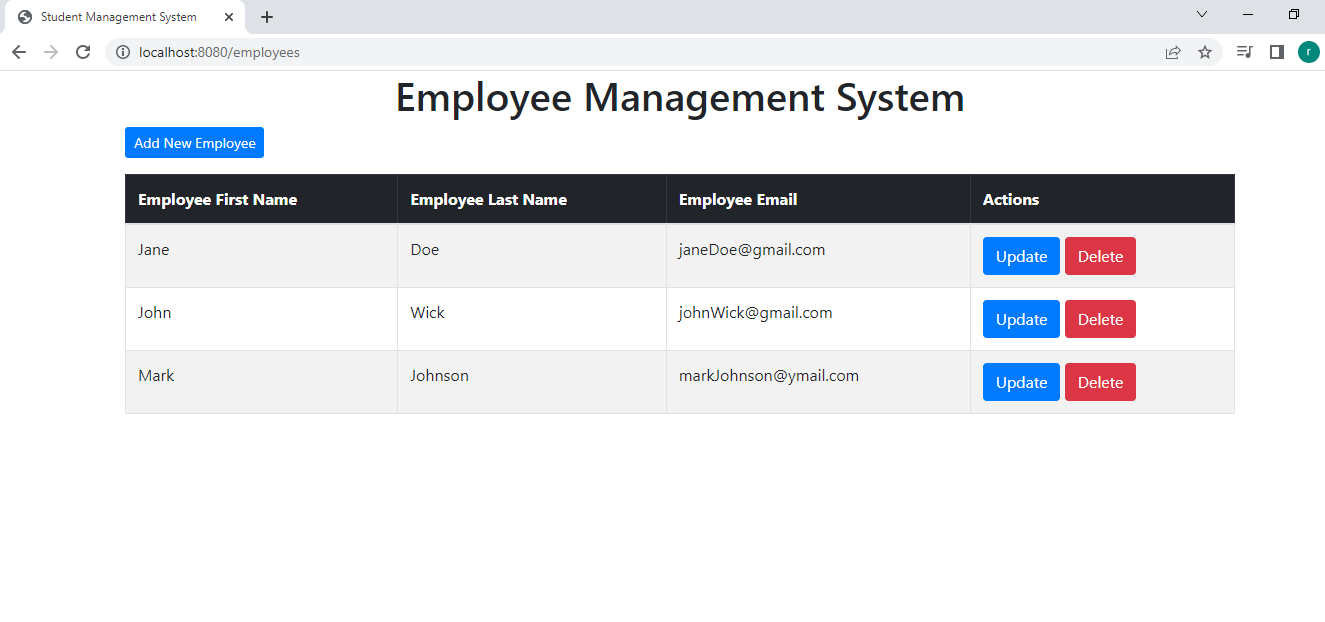 Student Management System
localhost:8080/employees
r
Employee Management System
Add New Employee
Employee First Name Employee Last Name Employee Email Actions
Jane Doe janeDoe@gmail.com Update Delete
John Wick johnWick@gmail.com Update Delete
Mark Johnson markJohnson@ymail.com Update Delete